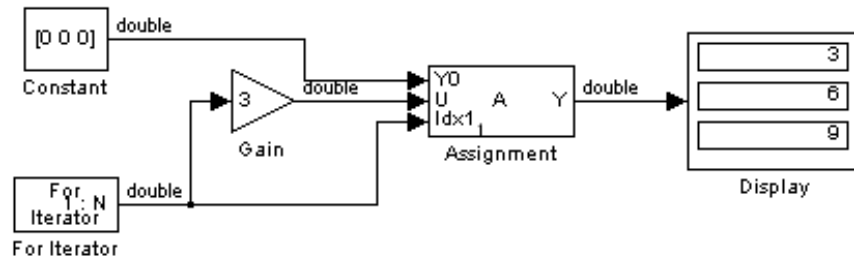 [0 0 0]
double
Constant
3
double
Gain
Y0
U
Idx1
1
A
Y
Assignment
double
3
6
9
Display
For
1 : N
Iterator
double
For Iterator